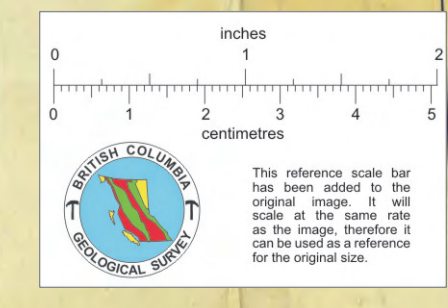 inches
0 1 2
0 1 2 3 4 5
centimetres
BRITISH COLUMBIA
GEOLOGICAL SURVEY
This reference scale bar
has been added to the
original image. It will
scale at the same rate
as the image, therefore it
can be used as a reference
for the original size.